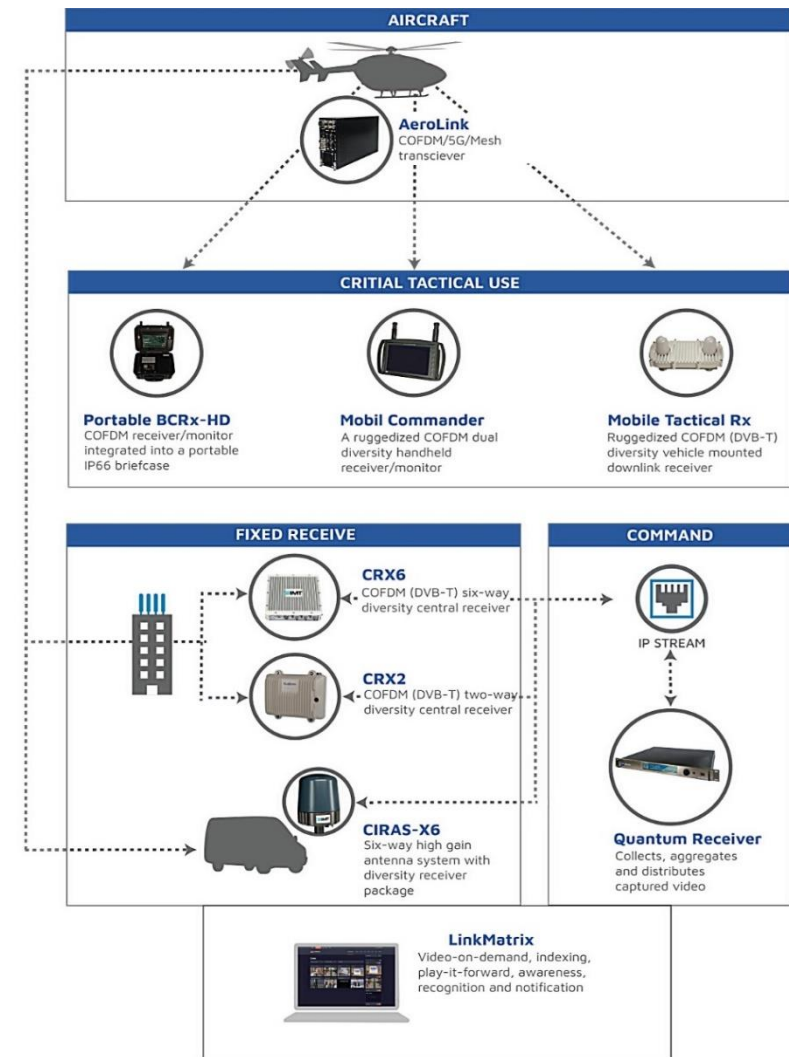 AIRCRAFT
AeroLink
COFDM/5G/Mesh
transciever
CRITIAL TACTICAL USE
Portable BCRx-HD
COFDM receiver/monitor
integrated into a portable
IP66 briefcase
Mobil Commander
A ruggedized COFDM dual
diversity handheld
receiver/monitor
Mobile Tactical Rx
Ruggedized COFDM (DVB-T)
diversity vehicle mounted
downlink receiver
FIXED RECEIVE
CRX6
COFDM (DVB-T) six-way
diversity central receiver
CRX2
COFDM (DVB-T) two-way
diversity central receiver
CIRAS-X6
Six-way high gain
antenna system with
diversity receiver
package
COMMAND
IP STREAM
Quantum Receiver
Collects, aggregates
and distributes
captured video
LinkMatrix
Video-on-demand, indexing,
play-it-forward, awareness,
recognition and notification